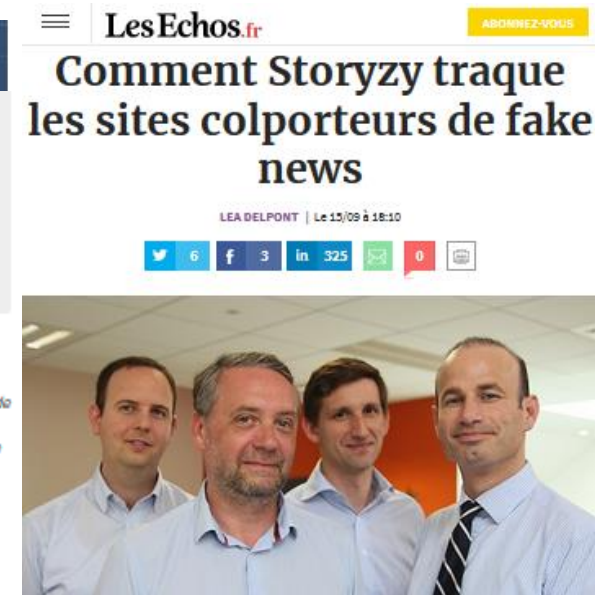 LesEchos.fr
ABONNEZ-VOUS
Comment Storyzy traque
les sites colporteurs de fake
news
LEA DELPONT | Le 15/09 à 18:10
6
3
in 325
0